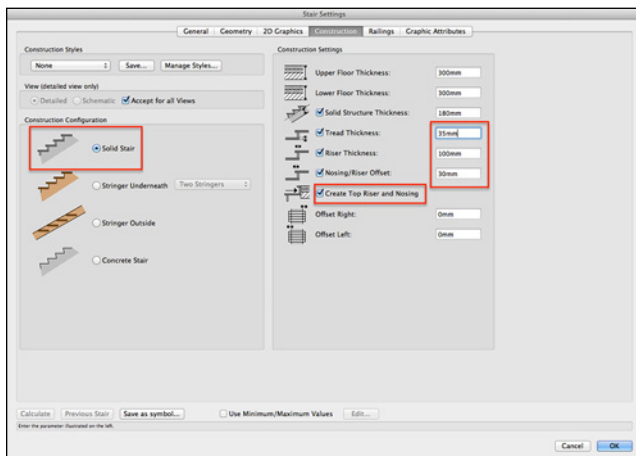 Stair Settings
General Geometry 2D Graphics Construction Railings Graphic Attributes
Construction Styles
None Save... Manage Styles...
View (detailed view only)
Detailed Schematic Accept for all Views
Construction Configuration
Solid Stair
Stringer Underneath Two Stringers
Stringer Outside
Concrete Stair
Construction Settings
Upper Floor Thickness: 300mm
Lower Floor Thickness: 300mm
Solid Structure Thickness: 180mm
Tread Thickness: 35mm
Riser Thickness: 100mm
Nosing/Riser Offset: 30mm
Create Top Riser and Nosing
Offset Right: 0mm
Offset Left: 0mm
Calculate Previous Stair Save as symbol... Use Minimum/Maximum Values Edit...
Enter the parameter illustrated on the left.
Cancel OK